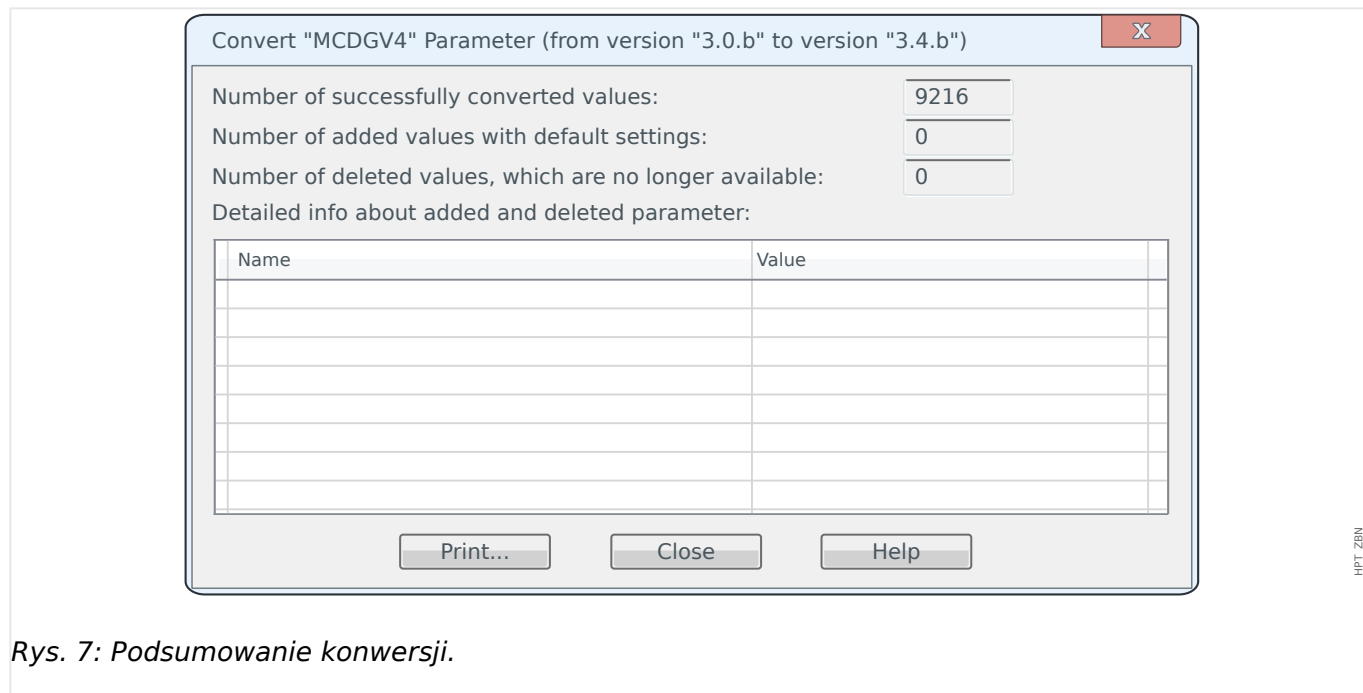 Convert "MCDGV4" Parameter (from version "3.0.b" to version "3.4.b")
X
Number of successfully converted values: 9216
Number of added values with default settings: 0
Number of deleted values, which are no longer available: 0
Detailed info about added and deleted parameter:
Name Value
Print... Close Help
HPT ZBN
Rys. 7: Podsumowanie konwersji.